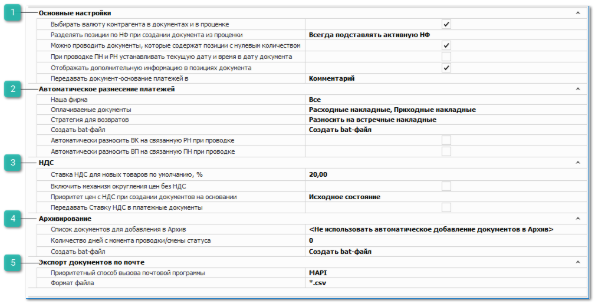 1 Основные настройки
Выбирать валюту контрагента в документах и в проценке
Разделять позиции по НФ при создании документа из проценки Всегда подставлять активную НФ
Можно проводить документы, которые содержат позиции с нулевым количеством
При проводке ПН и РН устанавливать текущую дату и время в дату документа
Отображать дополнительную информацию в позициях документа
Передавать документ-основание платежей в Комментарий
2 Автоматическое разнесение платежей
Наша фирма Все
Оплачиваемые документы Расходные накладные, Приходные накладные
Стратегия для возвратов Разносить на встречные накладные
Создать bat-файл Создать bat-файл
Автоматически разносить ВК на связанную РН при проводке
Автоматически разносить ВП на связанную ПН при проводке
3 НДС
Ставка НДС для новых товаров по умолчанию, % 20,00
Включить механизм округления цен без НДС
Приоритет цен с НДС при создании документов на основании Исходное состояние
Передавать Ставку НДС в платежные документы
4 Архивирование
Список документов для добавления в Архив <Не использовать автоматическое добавление документов в Архив>
Количество дней с момента проводки/смены статуса 0
Создать bat-файл Создать bat-файл
5 Экспорт документов по почте
Приоритетный способ вызова почтовой программы MAPI
Формат файла *.csv